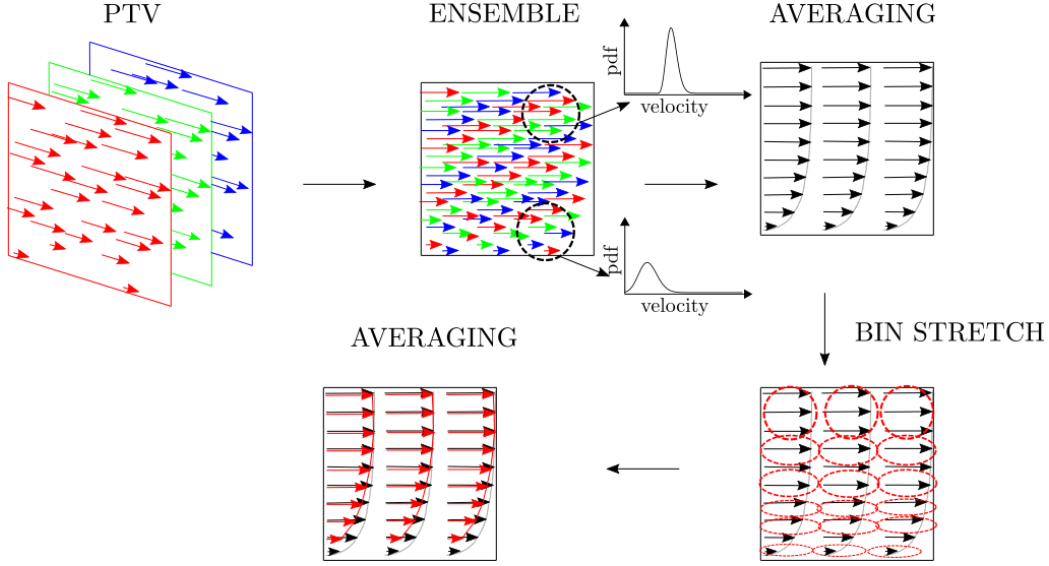 PTV
ENSEMBLE
AVERAGING
pdf
velocity
pdf
velocity
AVERAGING
BIN STRETCH